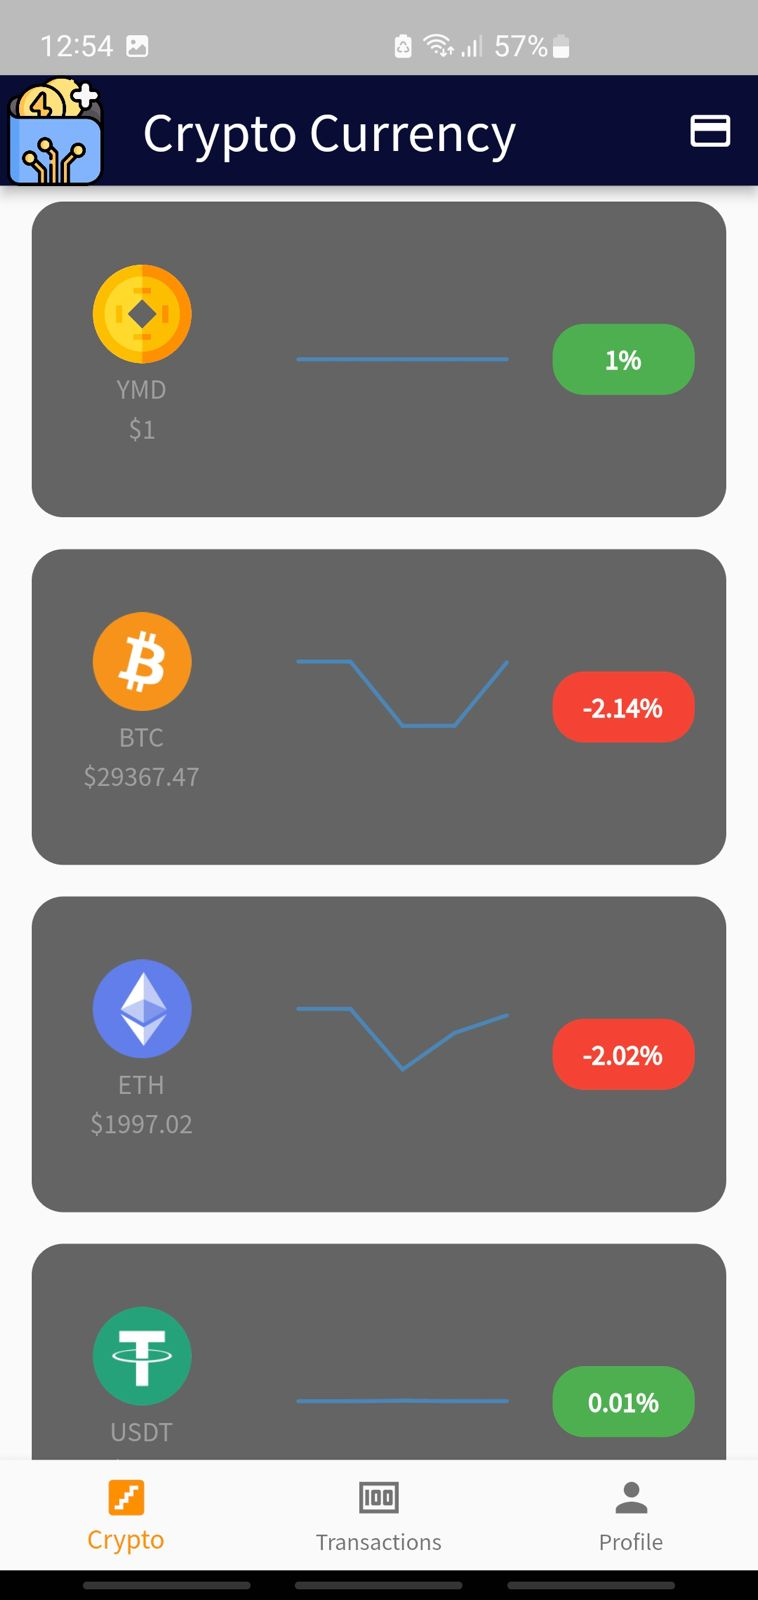 12:54 57%
Crypto Currency
YMD
$1
1%
BTC
$29367.47
-2.14%
ETH
$1997.02
-2.02%
USDT
0.01%
100
Crypto Transactions Profile